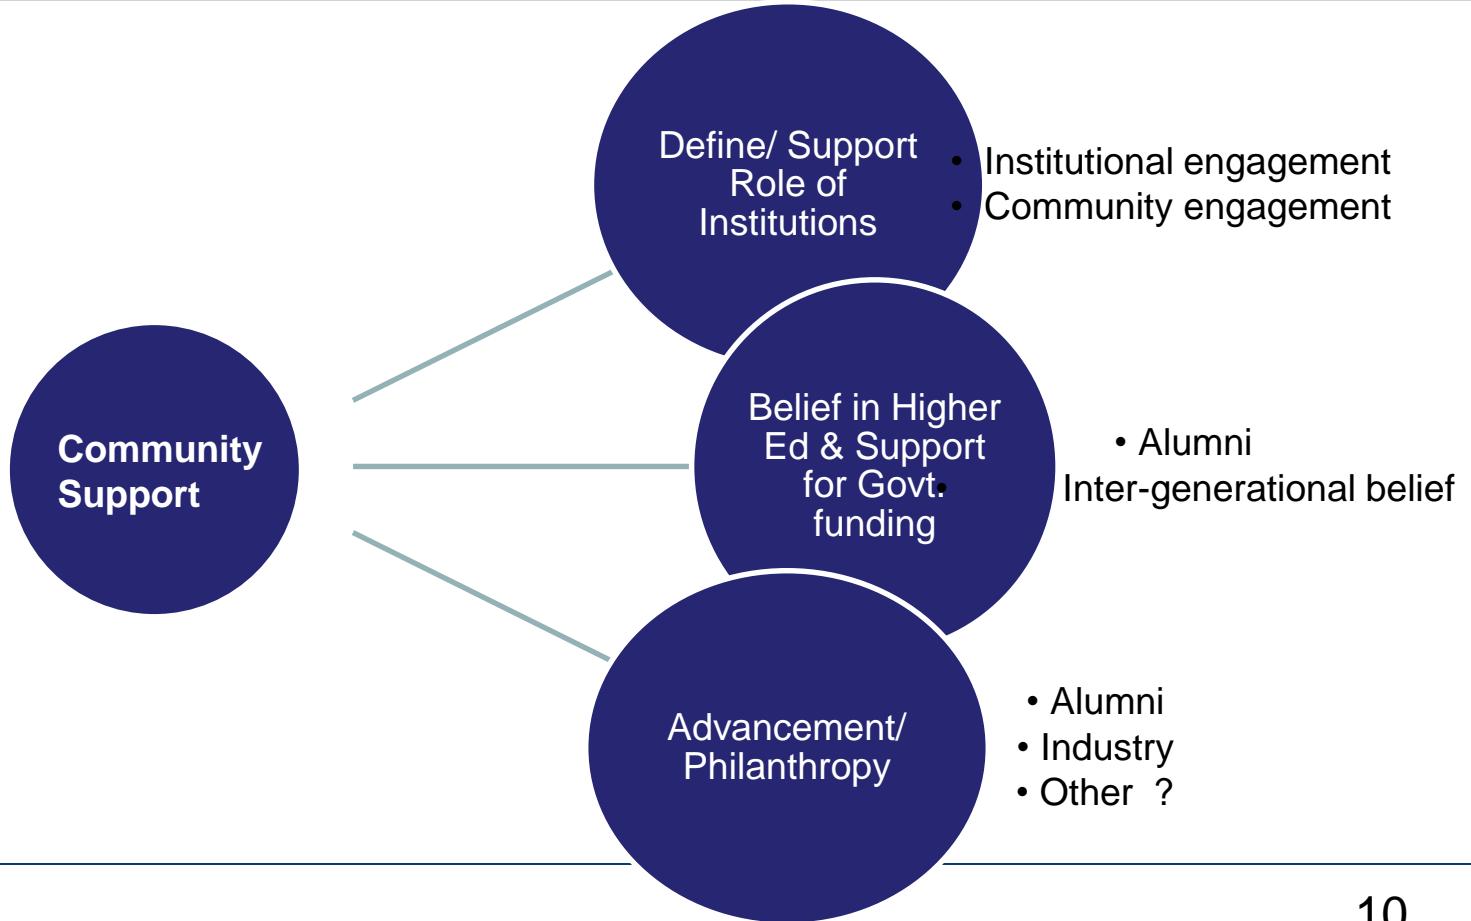 Define/ Support
Role of
Institutions
• Institutional engagement
• Community engagement
Community
Support
Belief in Higher
Ed & Support
for Govt.
funding
• Alumni
• Inter-generational belief
Advancement/
Philanthropy
• Alumni
• Industry
• Other ?
10